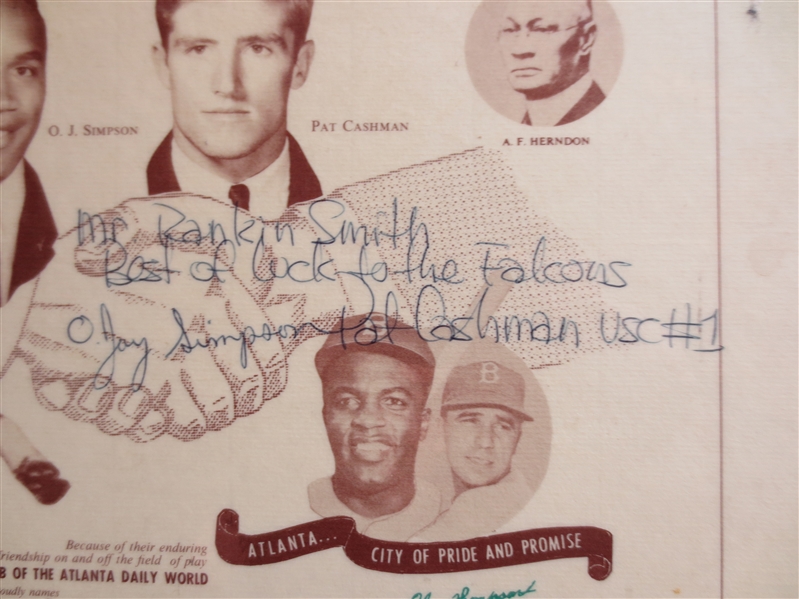 O. J. SIMPSON
PAT CASHMAN
A. F. HERNDON
Mr Rankin Smith
Best of luck to the Falcons
O. Jay Simpson + Pat Cashman USC #1
B
ATLANTA... CITY OF PRIDE AND PROMISE
Because of their enduring
friendship on and off the field of play
B OF THE ATLANTA DAILY WORLD
oudly names